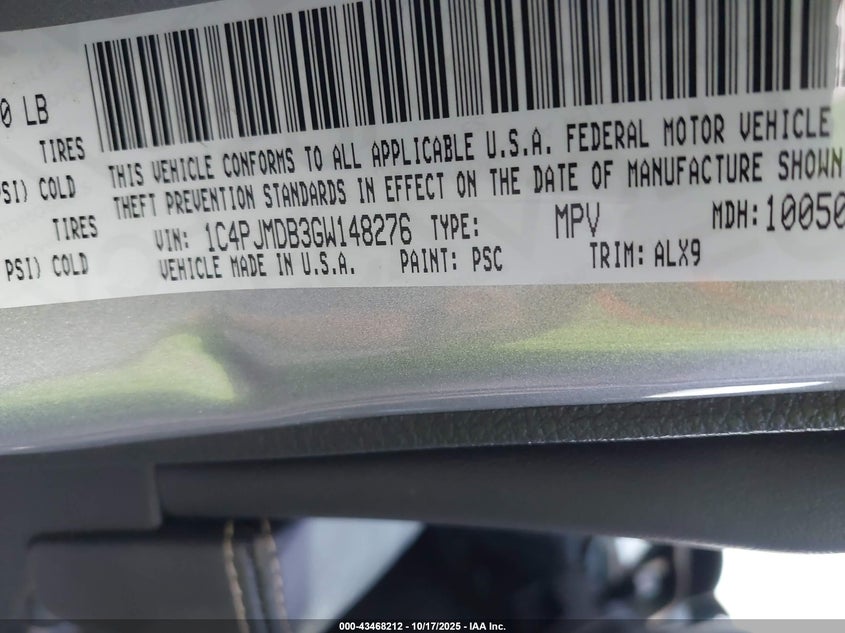 0 LB
TIRES
PSI) COLD
TIRES
PSI) COLD
THIS VEHICLE CONFORMS TO ALL APPLICABLE U.S.A. FEDERAL MOTOR VEHICLE
THEFT PREVENTION STANDARDS IN EFFECT ON THE DATE OF MANUFACTURE SHOWN
VIN: 1C4PJMDB3GW148276 TYPE: MPV MDH: 10050
VEHICLE MADE IN U.S.A. PAINT: PSC TRIM: ALX9
000-43468212 - 10/17/2025 - IAA Inc.